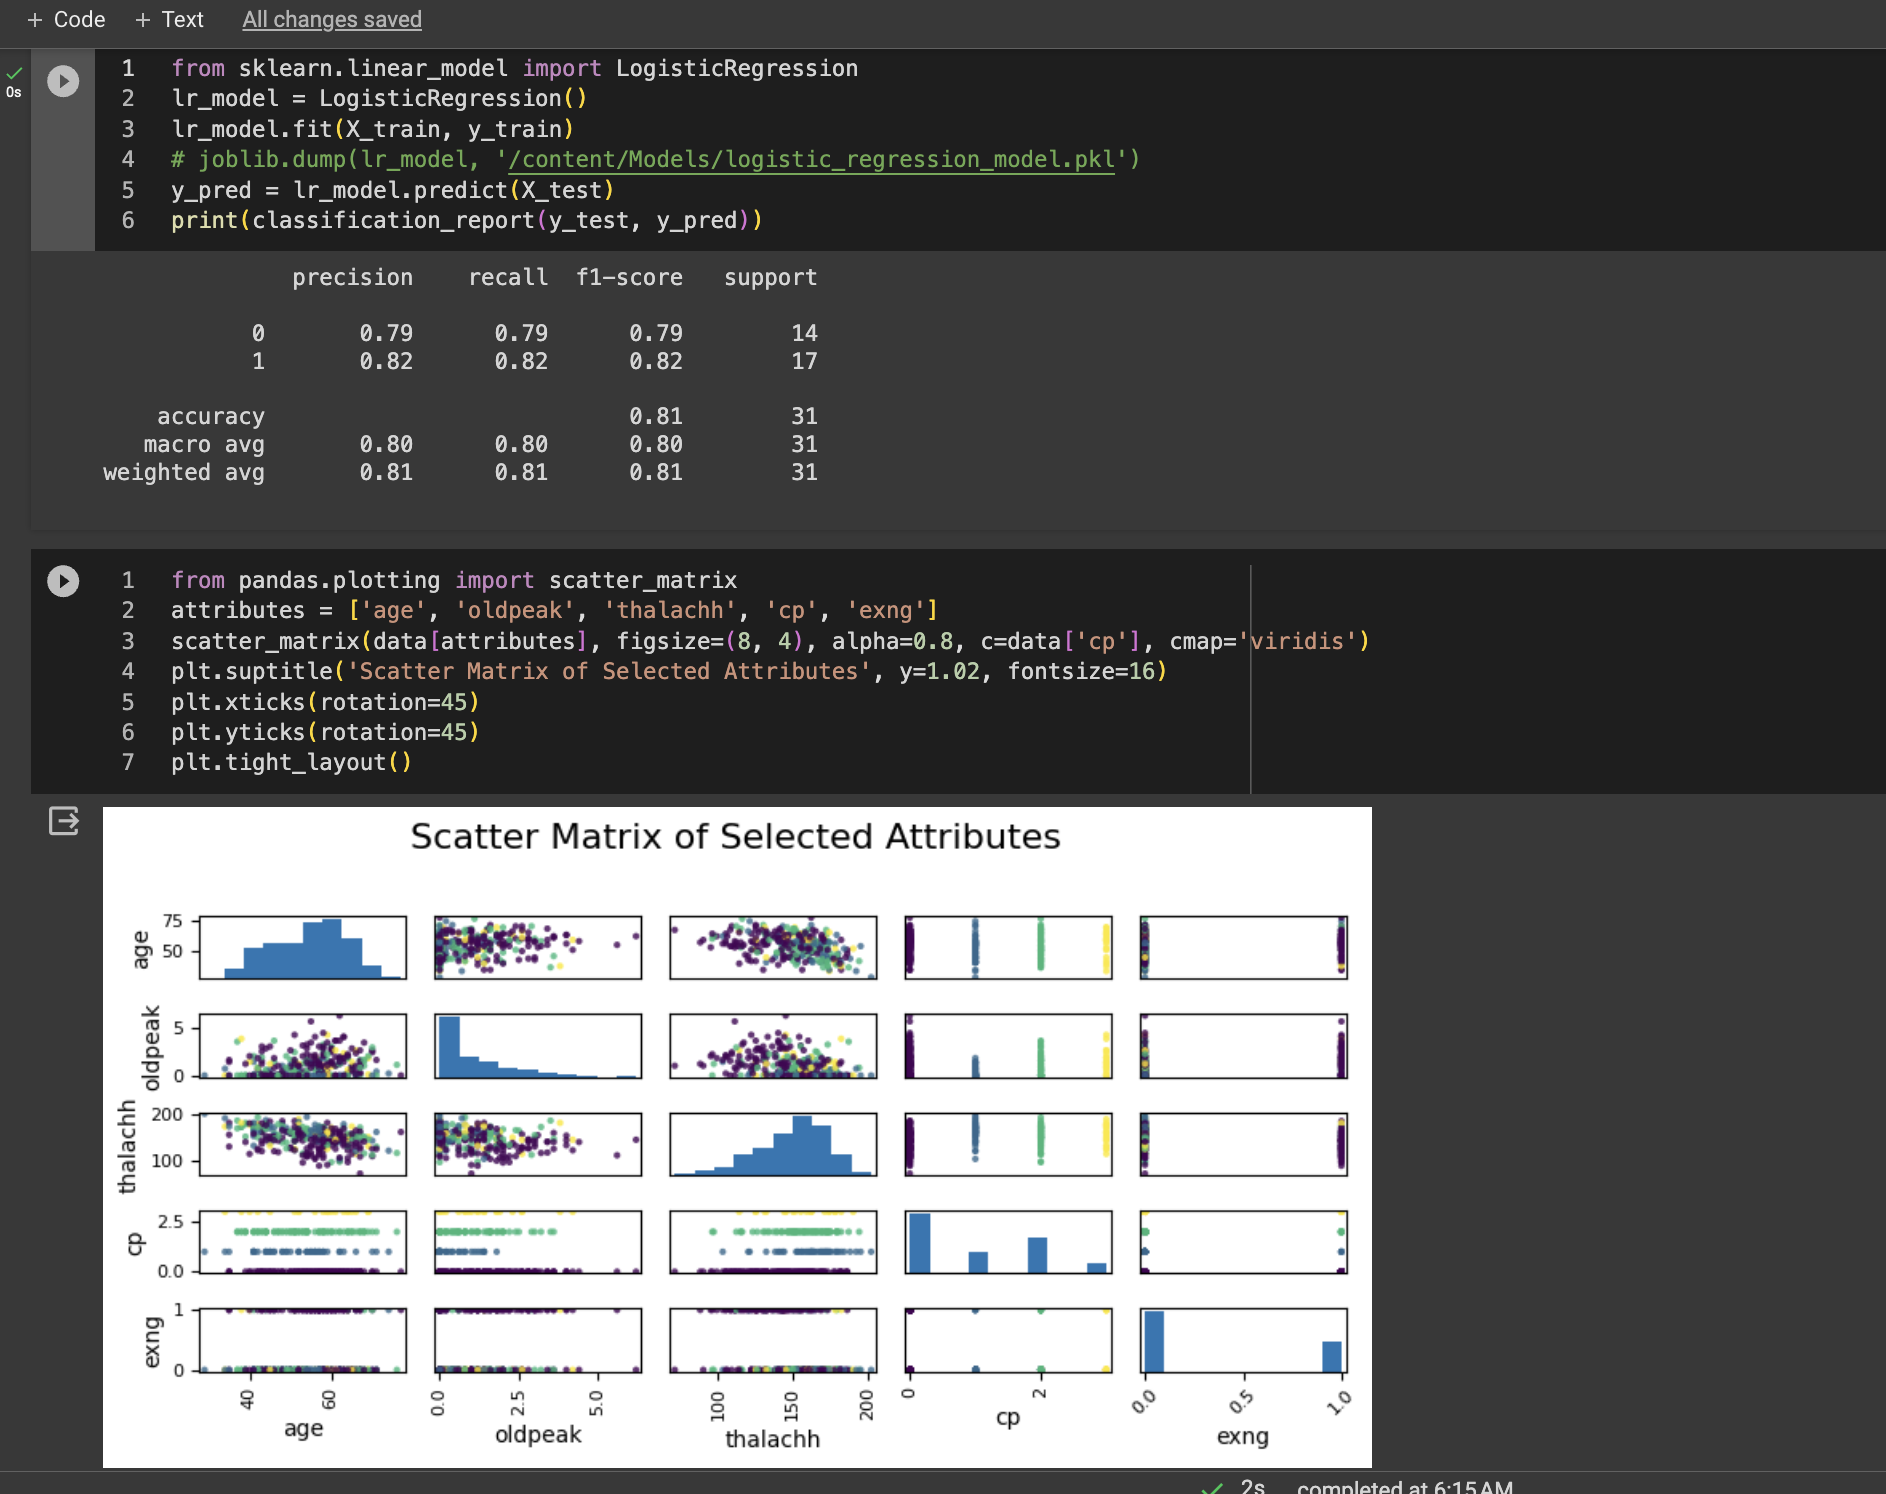 + Code + Text All changes saved
0s
1 from sklearn.linear_model import LogisticRegression
2 lr_model = LogisticRegression()
3 lr_model.fit(X_train, y_train)
4 # joblib.dump(lr_model, '/content/Models/logistic_regression_model.pkl')
5 y_pred = lr_model.predict(X_test)
6 print(classification_report(y_test, y_pred))
precision recall f1-score support
0 0.79 0.79 0.79 14
1 0.82 0.82 0.82 17
accuracy 0.81 31
macro avg 0.80 0.80 0.80 31
weighted avg 0.81 0.81 0.81 31
1 from pandas.plotting import scatter_matrix
2 attributes = ['age', 'oldpeak', 'thalachh', 'cp', 'exng']
3 scatter_matrix(data[attributes], figsize=(8, 4), alpha=0.8, c=data['cp'], cmap='viridis')
4 plt.suptitle('Scatter Matrix of Selected Attributes', y=1.02, fontsize=16)
5 plt.xticks(rotation=45)
6 plt.yticks(rotation=45)
7 plt.tight_layout()
Scatter Matrix of Selected Attributes
age
75
50
oldpeak
5
0
thalachh
200
100
cp
2.5
0.0
exng
1
0
40 60 0.0 2.5 5.0 100 150 200 0 2 0.0 0.5 1.0
age oldpeak thalachh cp exng
2s completed at 6:15 AM